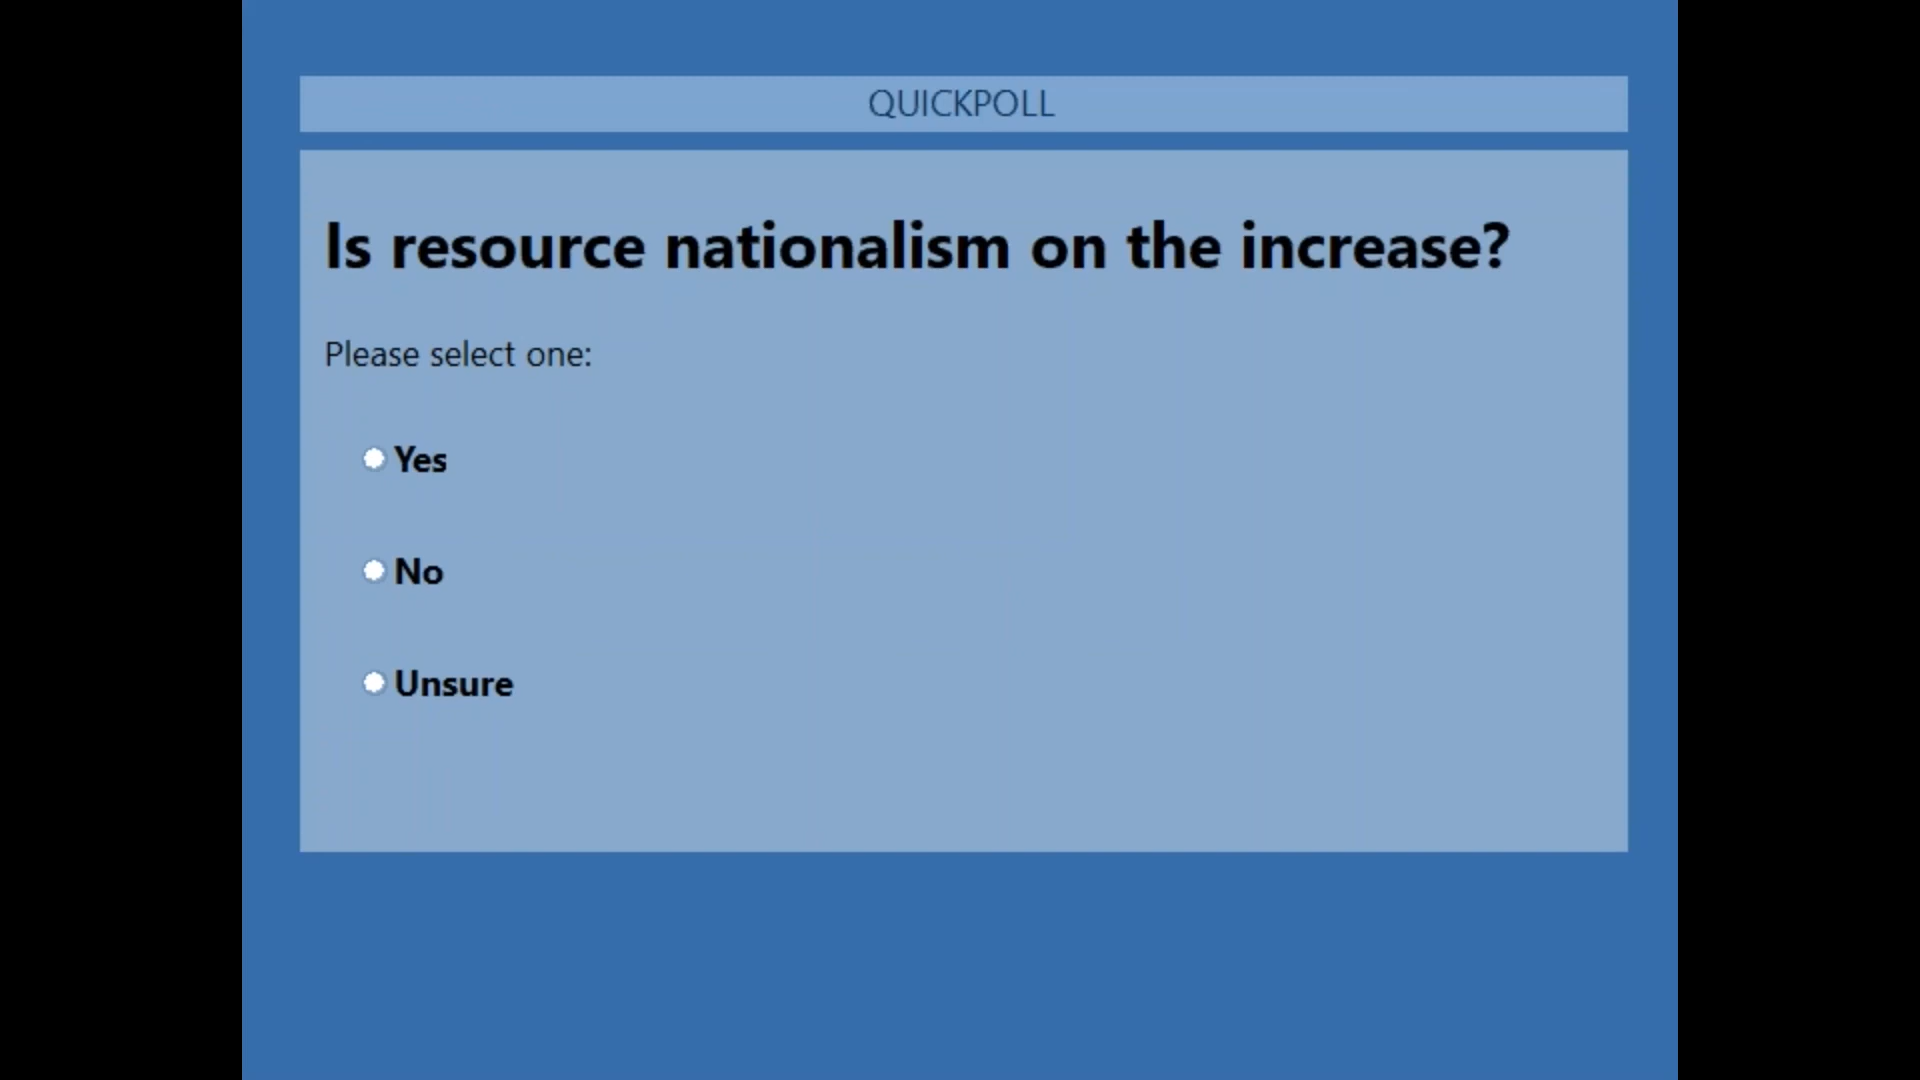 QUICKPOLL
Is resource nationalism on the increase?
Please select one:
Yes
No
Unsure